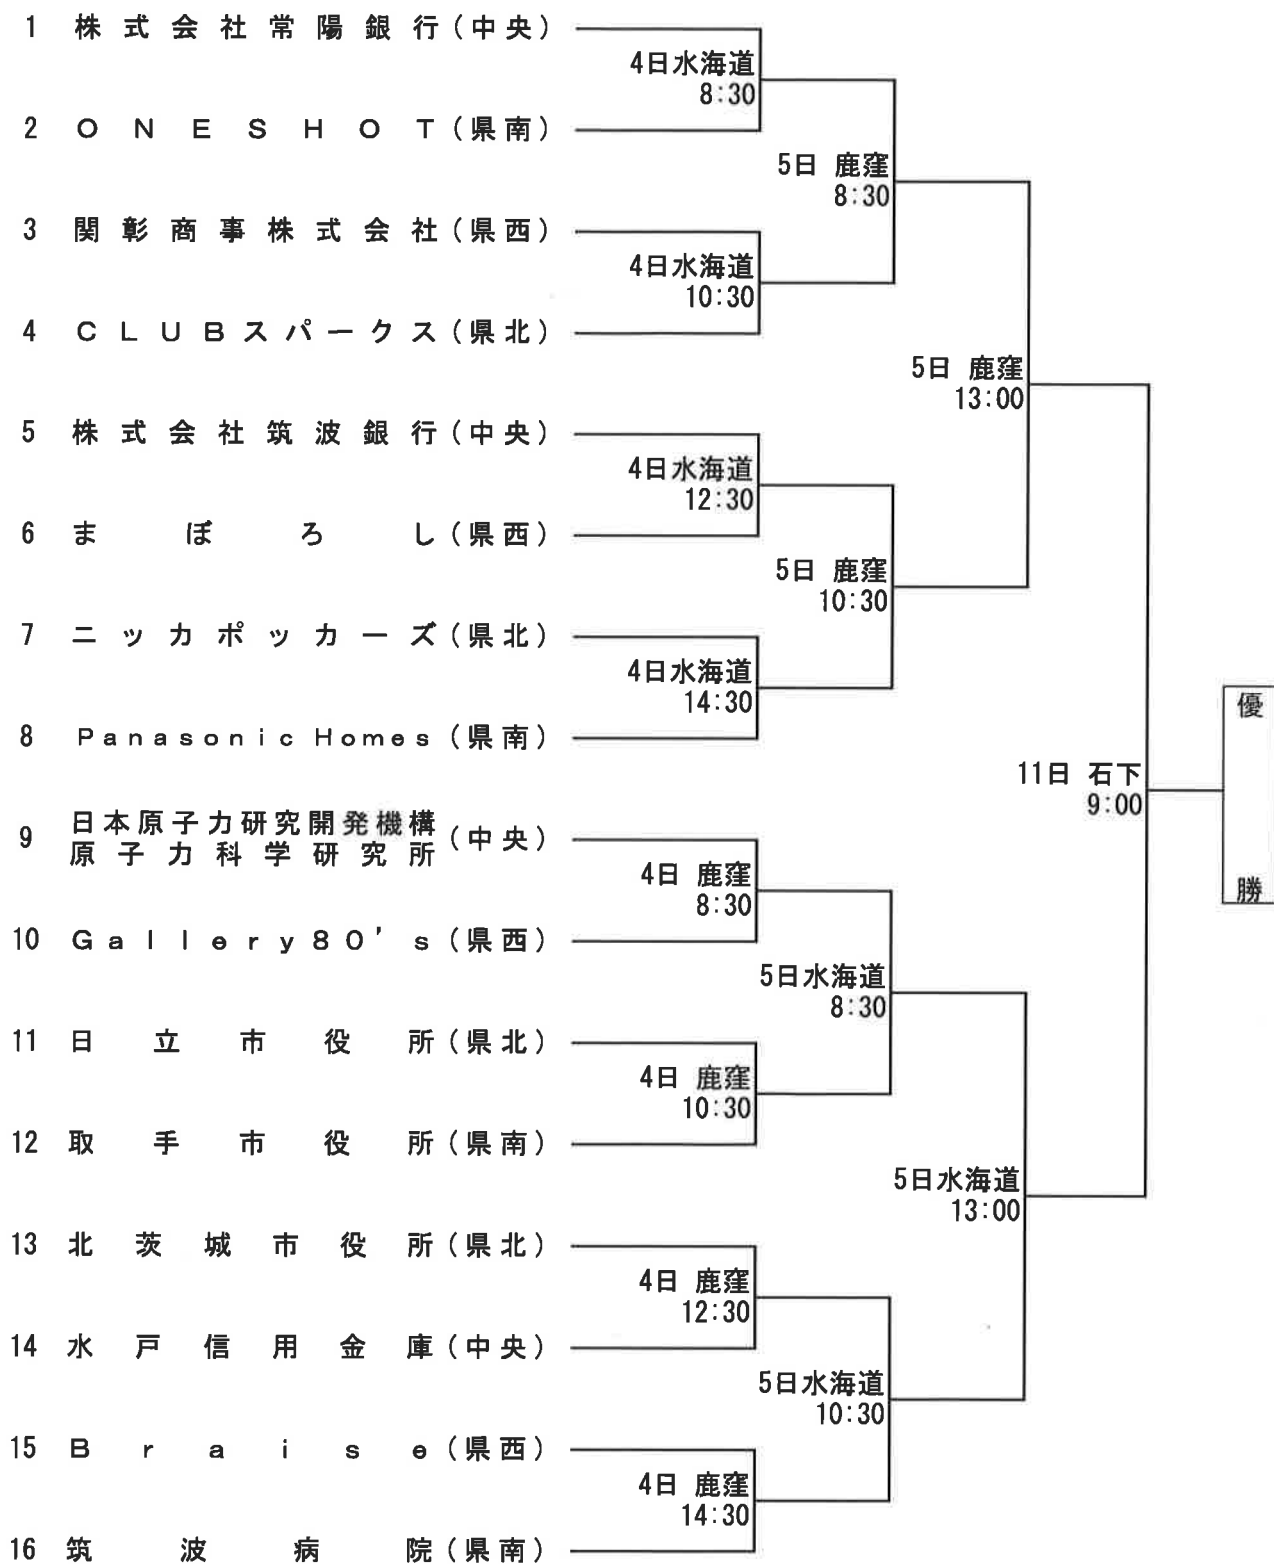 1 株式会社常陽銀行(中央)
4日水海道
8:30
2 ONESHOT(県南)
5日 鹿窪
8:30
3 関彰商事株式会社(県西)
4日水海道
10:30
4 CLUBスパークス(県北)
5日 鹿窪
13:00
5 株式会社筑波銀行(中央)
4日水海道
12:30
6 まぼろし(県西)
5日 鹿窪
10:30
7 ニッカポッカーズ(県北)
4日水海道
14:30
8 Panasonic Homes(県南)
11日 石下
9:00
優勝
9 日本原子力研究開発機構
原子力科学研究所(中央)
4日 鹿窪
8:30
10 Gallery80's(県西)
5日水海道
8:30
11 日立市役所(県北)
4日 鹿窪
10:30
12 取手市役所(県南)
5日水海道
13:00
13 北茨城市役所(県北)
4日 鹿窪
12:30
14 水戸信用金庫(中央)
5日水海道
10:30
15 Braise(県西)
4日 鹿窪
14:30
16 筑波病院(県南)